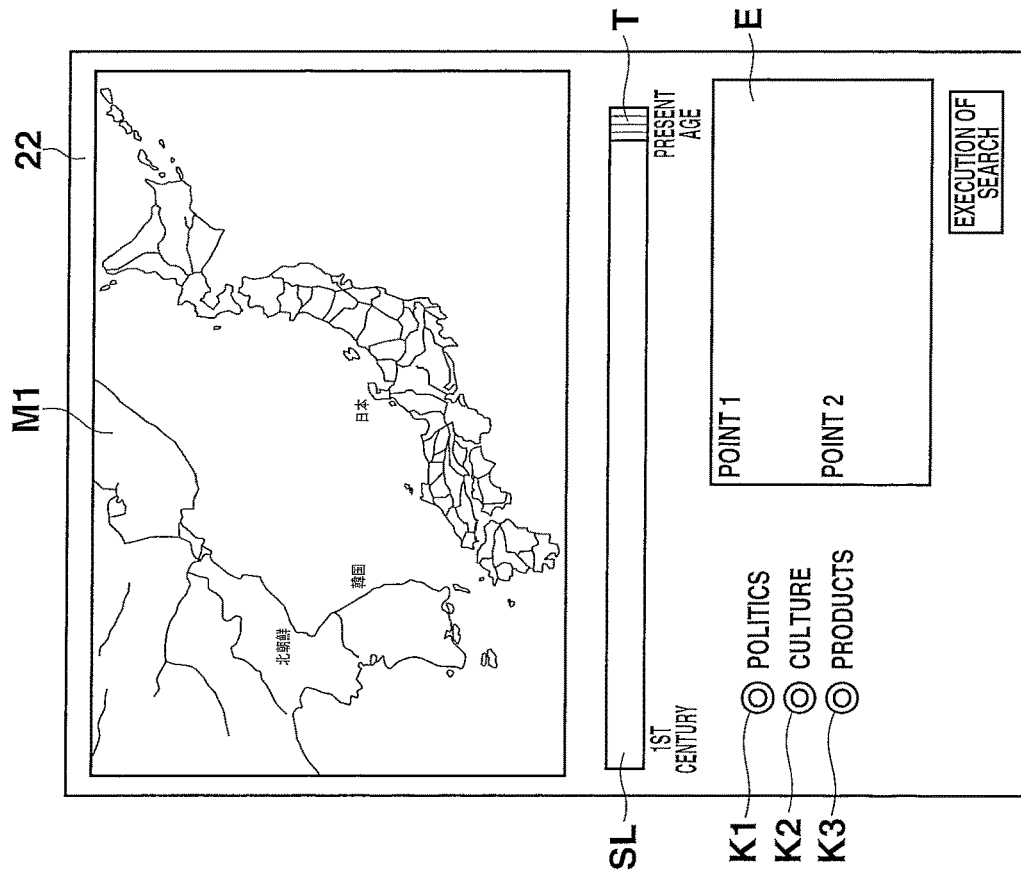 22
M1
日本
韓国
北朝鮮
SL
1ST
CENTURY
PRESENT
AGE
T
K1
POLITICS
K2
CULTURE
K3
PRODUCTS
POINT 1
POINT 2
E
EXECUTION OF
SEARCH